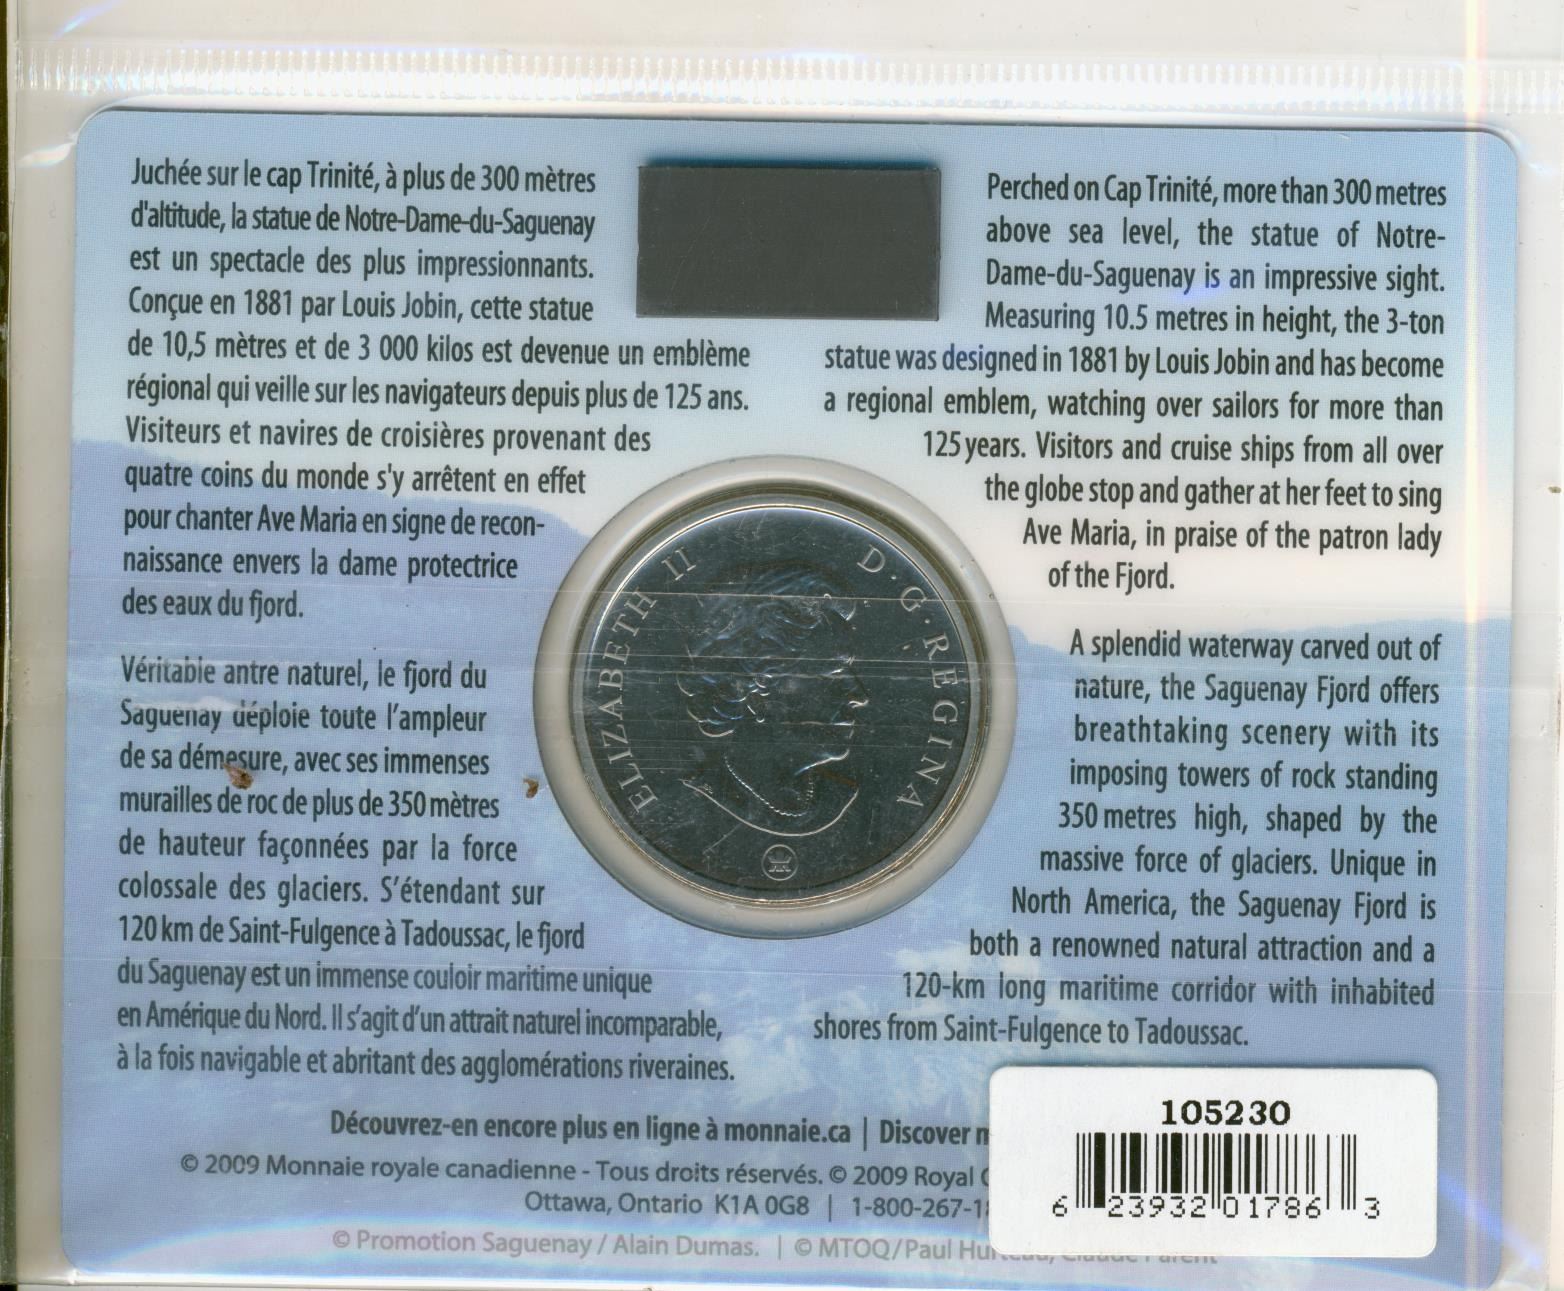 Juchée sur le cap Trinité, à plus de 300 mètres
d'altitude, la statue de Notre-Dame-du-Saguenay
est un spectacle des plus impressionnants.
Conçue en 1881 par Louis Jobin, cette statue
de 10,5 mètres et de 3 000 kilos est devenue un emblème
régional qui veille sur les navigateurs depuis plus de 125 ans.
Visiteurs et navires de croisières provenant des
quatre coins du monde s'y arrêtent en effet
pour chanter Ave Maria en signe de recon-
naissance envers la dame protectrice
des eaux du fjord.
Véritable antre naturel, le fjord du
Saguenay déploie toute l'ampleur
de sa démesure, avec ses immenses
murailles de roc de plus de 350 mètres
de hauteur façonnées par la force
colossale des glaciers. S'étendant sur
120 km de Saint-Fulgence à Tadoussac, le fjord
du Saguenay est un immense couloir maritime unique
en Amérique du Nord. Il s'agit d'un attrait naturel incomparable,
à la fois navigable et abritant des agglomérations riveraines.
Perched on Cap Trinité, more than 300 metres
above sea level, the statue of Notre-
Dame-du-Saguenay is an impressive sight.
Measuring 10.5 metres in height, the 3-ton
statue was designed in 1881 by Louis Jobin and has become
a regional emblem, watching over sailors for more than
125 years. Visitors and cruise ships from all over
the globe stop and gather at her feet to sing
Ave Maria, in praise of the patron lady
of the Fjord.
A splendid waterway carved out of
nature, the Saguenay Fjord offers
breathtaking scenery with its
imposing towers of rock standing
350 metres high, shaped by the
massive force of glaciers. Unique in
North America, the Saguenay Fjord is
both a renowned natural attraction and a
120-km long maritime corridor with inhabited
shores from Saint-Fulgence to Tadoussac.
ELIZABETH II D·G·REGINA
Découvrez-en encore plus en ligne à monnaie.ca | Discover
© 2009 Monnaie royale canadienne - Tous droits réservés. © 2009 Royal
Ottawa, Ontario K1A 0G8 | 1-800-267-1
© Promotion Saguenay / Alain Dumas. | © MTOQ/Paul Hurteau, Claude Parent
105230
6 23932 01786 3